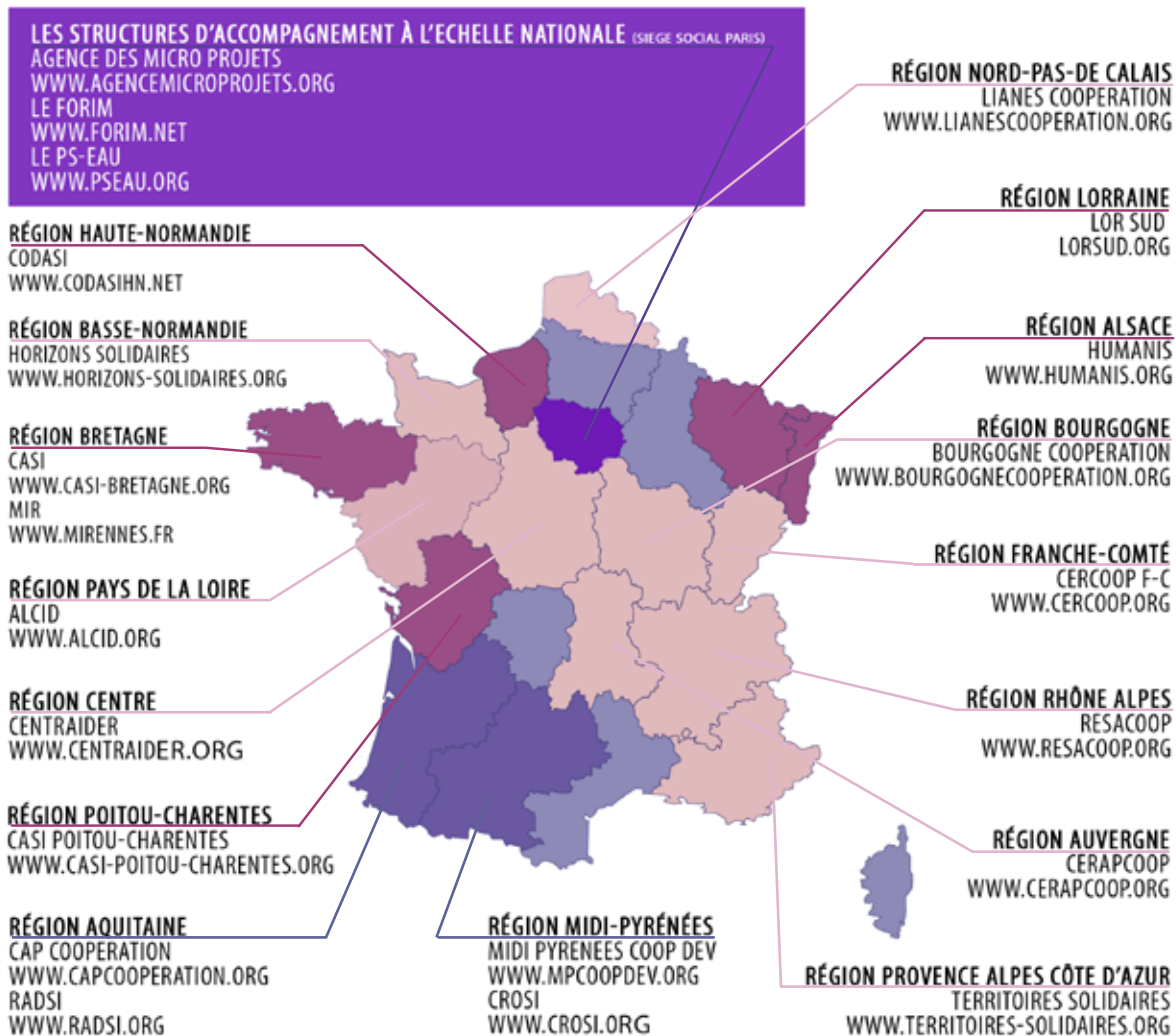 LES STRUCTURES D'ACCOMPAGNEMENT À L'ECHELLE NATIONALE (SIEGE SOCIAL PARIS)
AGENCE DES MICRO PROJETS
WWW.AGENCEMICROPROJETS.ORG
LE FORIM
WWW.FORIM.NET
LE PS-EAU
WWW.PSEAU.ORG
RÉGION HAUTE-NORMANDIE
CODASI
WWW.CODASIHN.NET
RÉGION BASSE-NORMANDIE
HORIZONS SOLIDAIRES
WWW.HORIZONS-SOLIDAIRES.ORG
RÉGION BRETAGNE
CASI
WWW.CASI-BRETAGNE.ORG
MIR
WWW.MIRENNES.FR
RÉGION PAYS DE LA LOIRE
ALCID
WWW.ALCID.ORG
RÉGION CENTRE
CENTRAIDER
WWW.CENTRAIDER.ORG
RÉGION POITOU-CHARENTES
CASI POITOU-CHARENTES
WWW.CASI-POITOU-CHARENTES.ORG
RÉGION AQUITAINE
CAP COOPERATION
WWW.CAPCOOPERATION.ORG
RADSI
WWW.RADSI.ORG
RÉGION MIDI-PYRÉNÉES
MIDI PYRENEES COOP DEV
WWW.MPCOOPDEV.ORG
CROSI
WWW.CROSI.ORG
RÉGION NORD-PAS-DE CALAIS
LIANES COOPERATION
WWW.LIANESCOOPERATION.ORG
RÉGION LORRAINE
LOR SUD
LORSUD.ORG
RÉGION ALSACE
HUMANIS
WWW.HUMANIS.ORG
RÉGION BOURGOGNE
BOURGOGNE COOPERATION
WWW.BOURGOGNECOOPERATION.ORG
RÉGION FRANCHE-COMTÉ
CERCOOP F-C
WWW.CERCOOP.ORG
RÉGION RHÔNE ALPES
RESACOOP
WWW.RESACOOP.ORG
RÉGION AUVERGNE
CERAPCOOP
WWW.CERAPCOOP.ORG
RÉGION PROVENCE ALPES CÔTE D'AZUR
TERRITOIRES SOLIDAIRES
WWW.TERRITOIRES-SOLIDAIRES.ORG